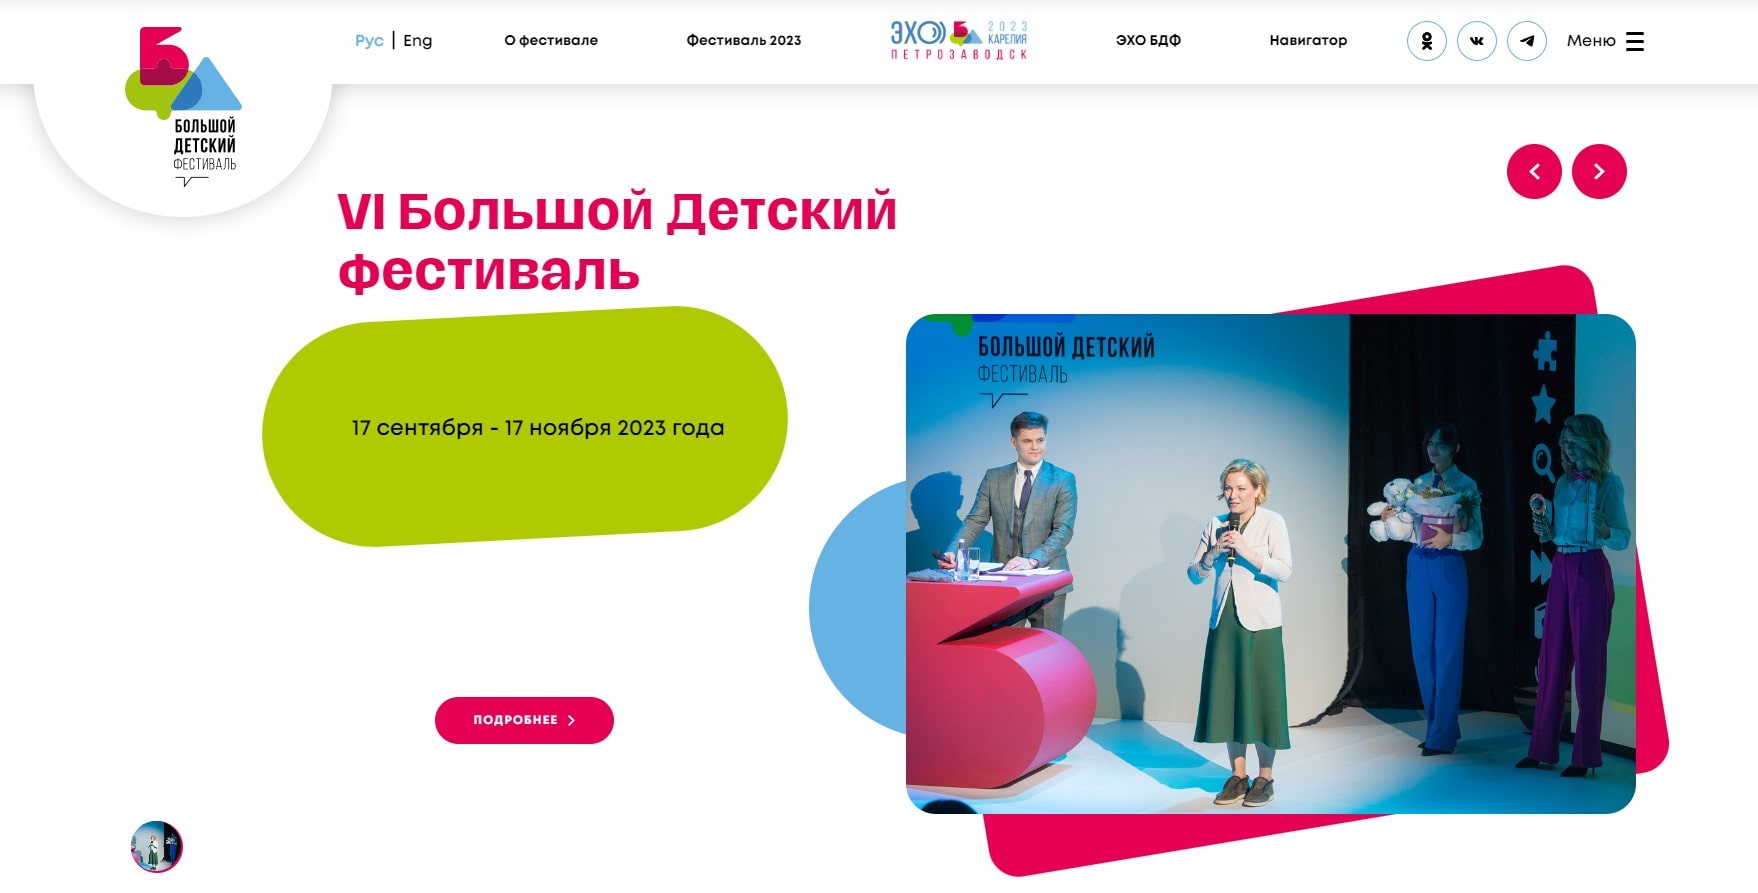 БОЛЬШОЙ
ДЕТСКИЙ
ФЕСТИВАЛЬ
Рус | Eng
О фестивале
Фестиваль 2023
ЭХО БДФ 2023
КАРЕЛИЯ
ПЕТРОЗАВОДСК
ЭХО БДФ
Навигатор
Меню
VI Большой Детский
фестиваль
17 сентября - 17 ноября 2023 года
ПОДРОБНЕЕ
БОЛЬШОЙ ДЕТСКИЙ
ФЕСТИВАЛЬ